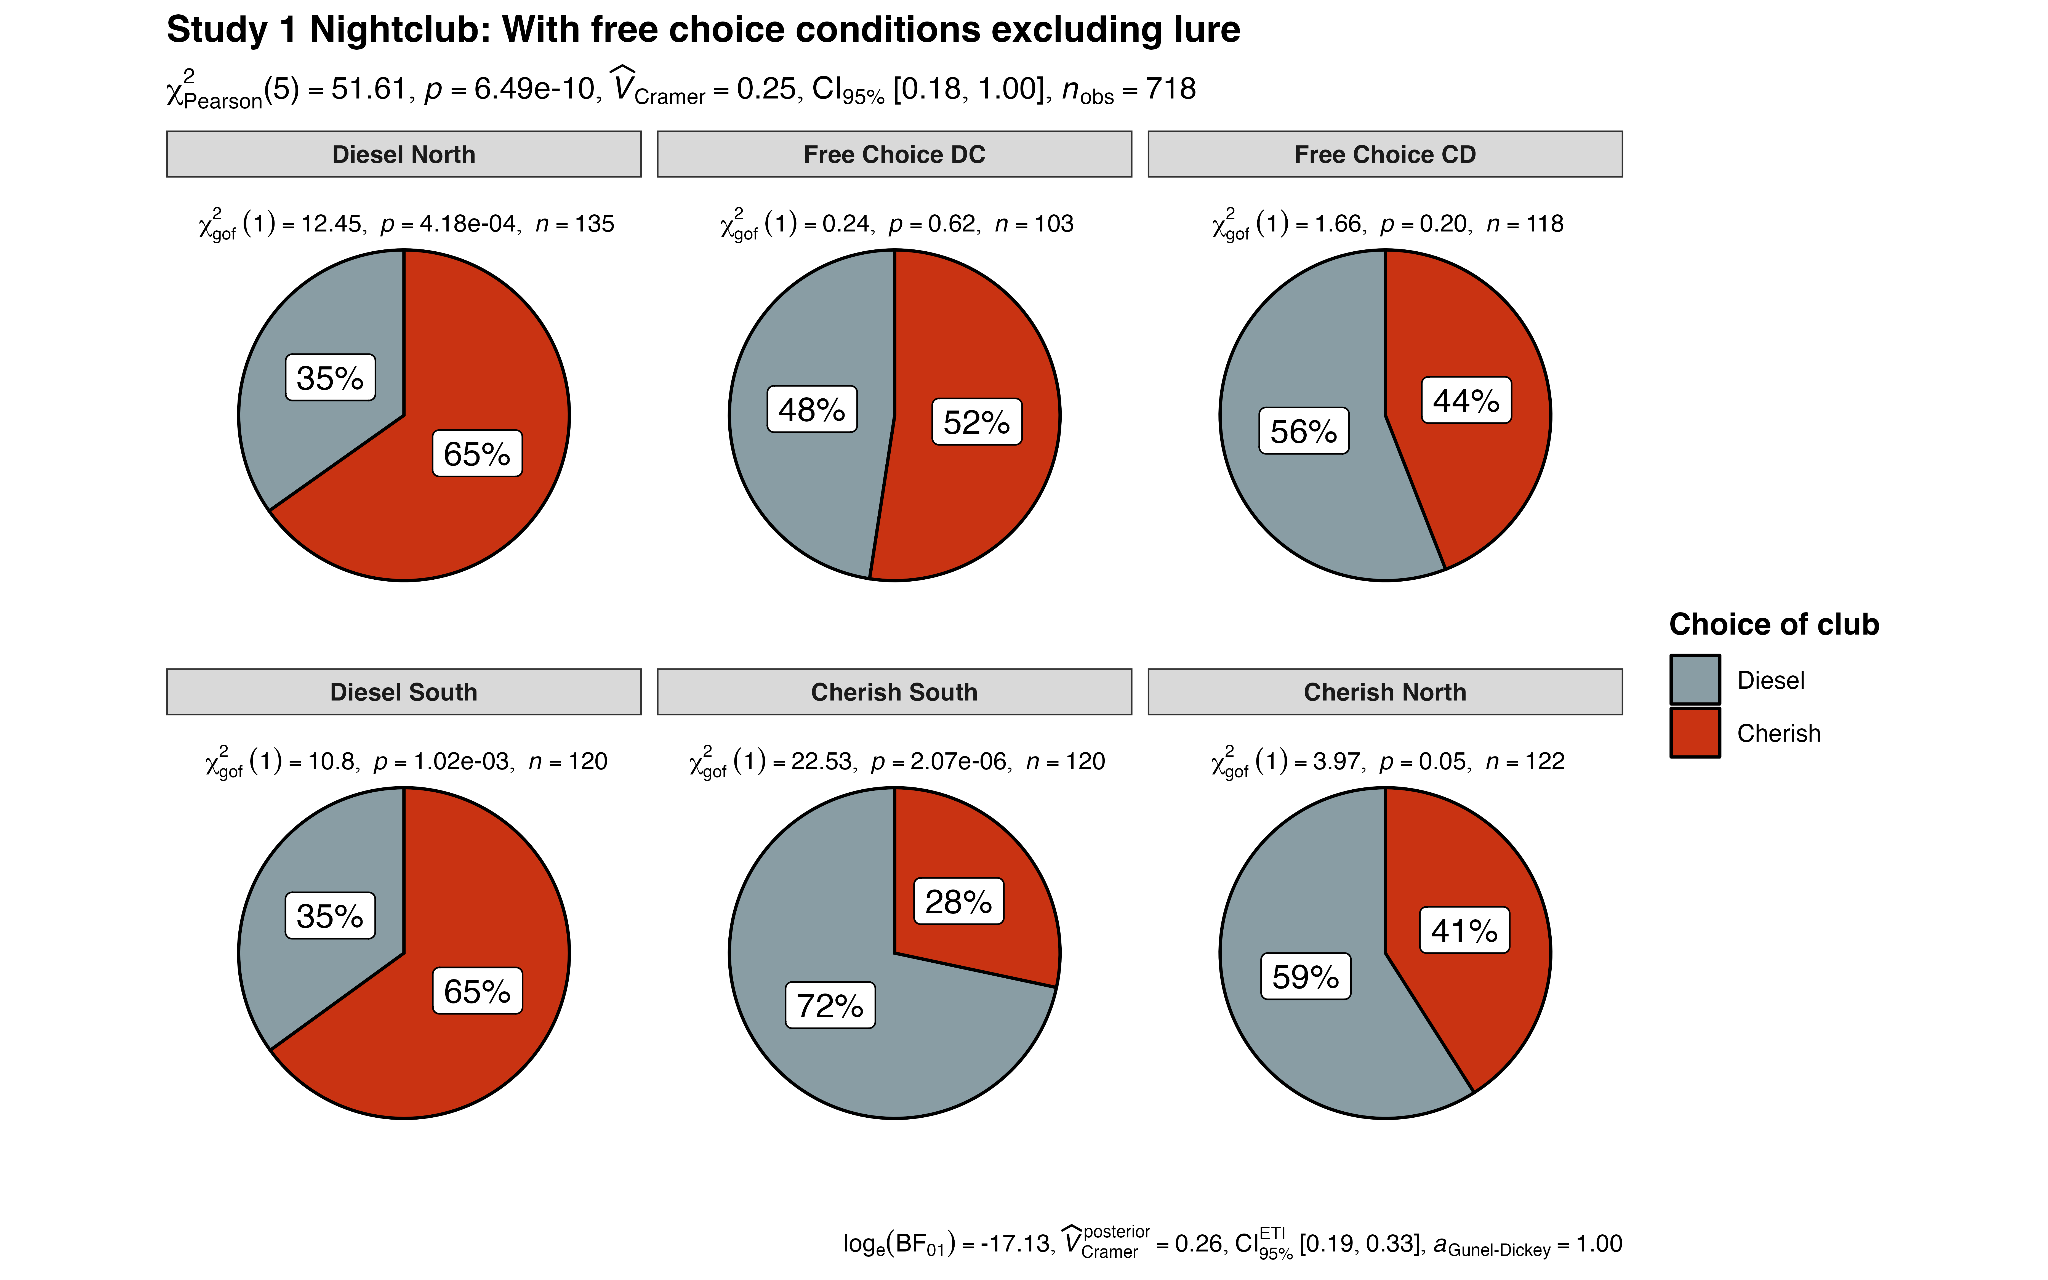 Study 1 Nightclub: With free choice conditions excluding lure
χ²Pearson(5) = 51.61, p = 6.49e-10, V̂Cramer = 0.25, CI95% [0.18, 1.00], nobs = 718
Diesel North
Free Choice DC
Free Choice CD
χ²gof (1) = 12.45, p = 4.18e-04, n = 135
χ²gof (1) = 0.24, p = 0.62, n = 103
χ²gof (1) = 1.66, p = 0.20, n = 118
35%
65%
48%
52%
56%
44%
Diesel South
Cherish South
Cherish North
χ²gof (1) = 10.8, p = 1.02e-03, n = 120
χ²gof (1) = 22.53, p = 2.07e-06, n = 120
χ²gof (1) = 3.97, p = 0.05, n = 122
35%
65%
72%
28%
59%
41%
Choice of club
Diesel
Cherish
loge(BF01) = -17.13, V̂posterior Cramer = 0.26, CIETI 95% [0.19, 0.33], aGunel-Dickey = 1.00